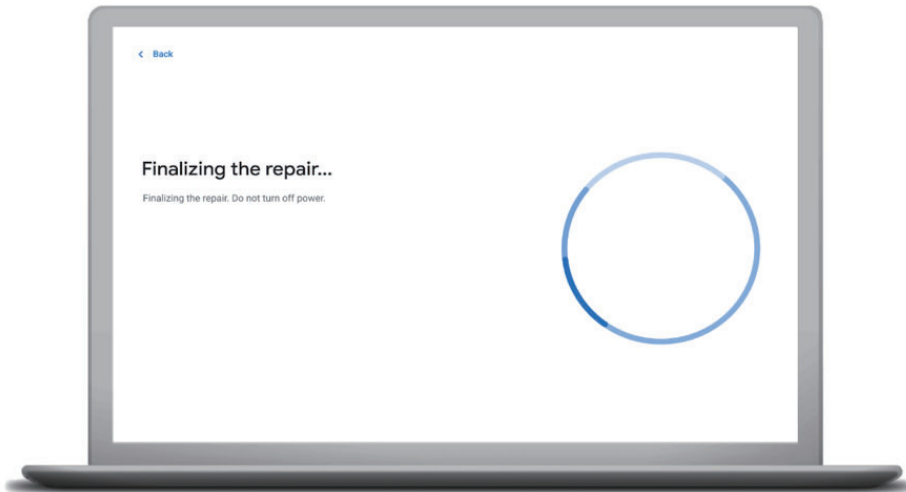 Back
Finalizing the repair...
Finalizing the repair. Do not turn off power.